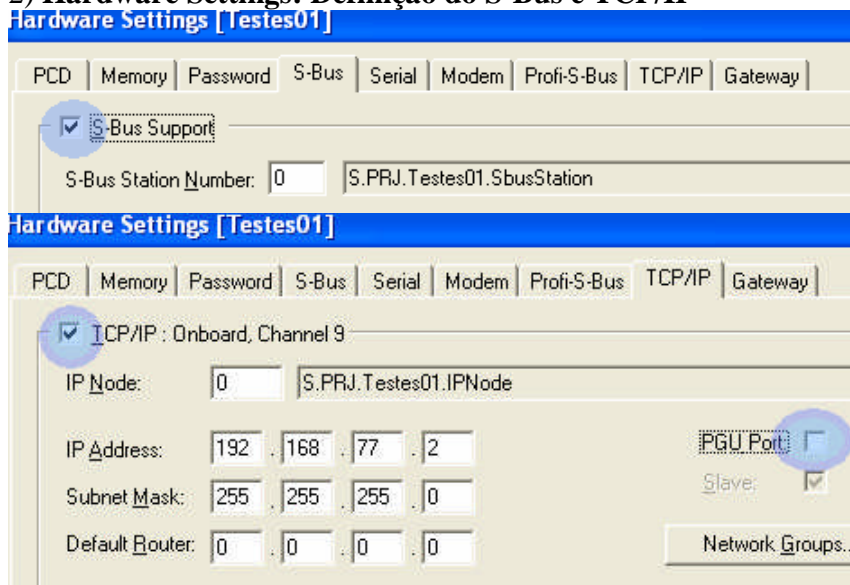 2) Hardware Settings: Definição do S-Bus e TCP/IP
Hardware Settings [Testes01]
PCD Memory Password S-Bus Serial Modem Profi-S-Bus TCP/IP Gateway
S-Bus Support
S-Bus Station Number: 0 S.PRJ.Testes01.SbusStation
Hardware Settings [Testes01]
PCD Memory Password S-Bus Serial Modem Profi-S-Bus TCP/IP Gateway
TCP/IP : Onboard, Channel 9
IP Node: 0 S.PRJ.Testes01.IPNode
IP Address: 192 . 168 . 77 . 2 PGU Port:
Subnet Mask: 255 . 255 . 255 . 0 Slave:
Default Router: 0 . 0 . 0 . 0 Network Groups..